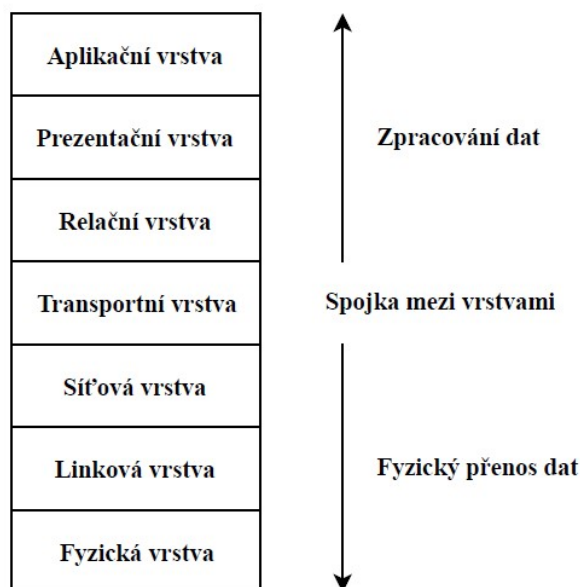 Aplikační vrstva
Prezentační vrstva
Zpracování dat
Relační vrstva
Transportní vrstva
Spojka mezi vrstvami
Síťová vrstva
Linková vrstva
Fyzický přenos dat
Fyzická vrstva